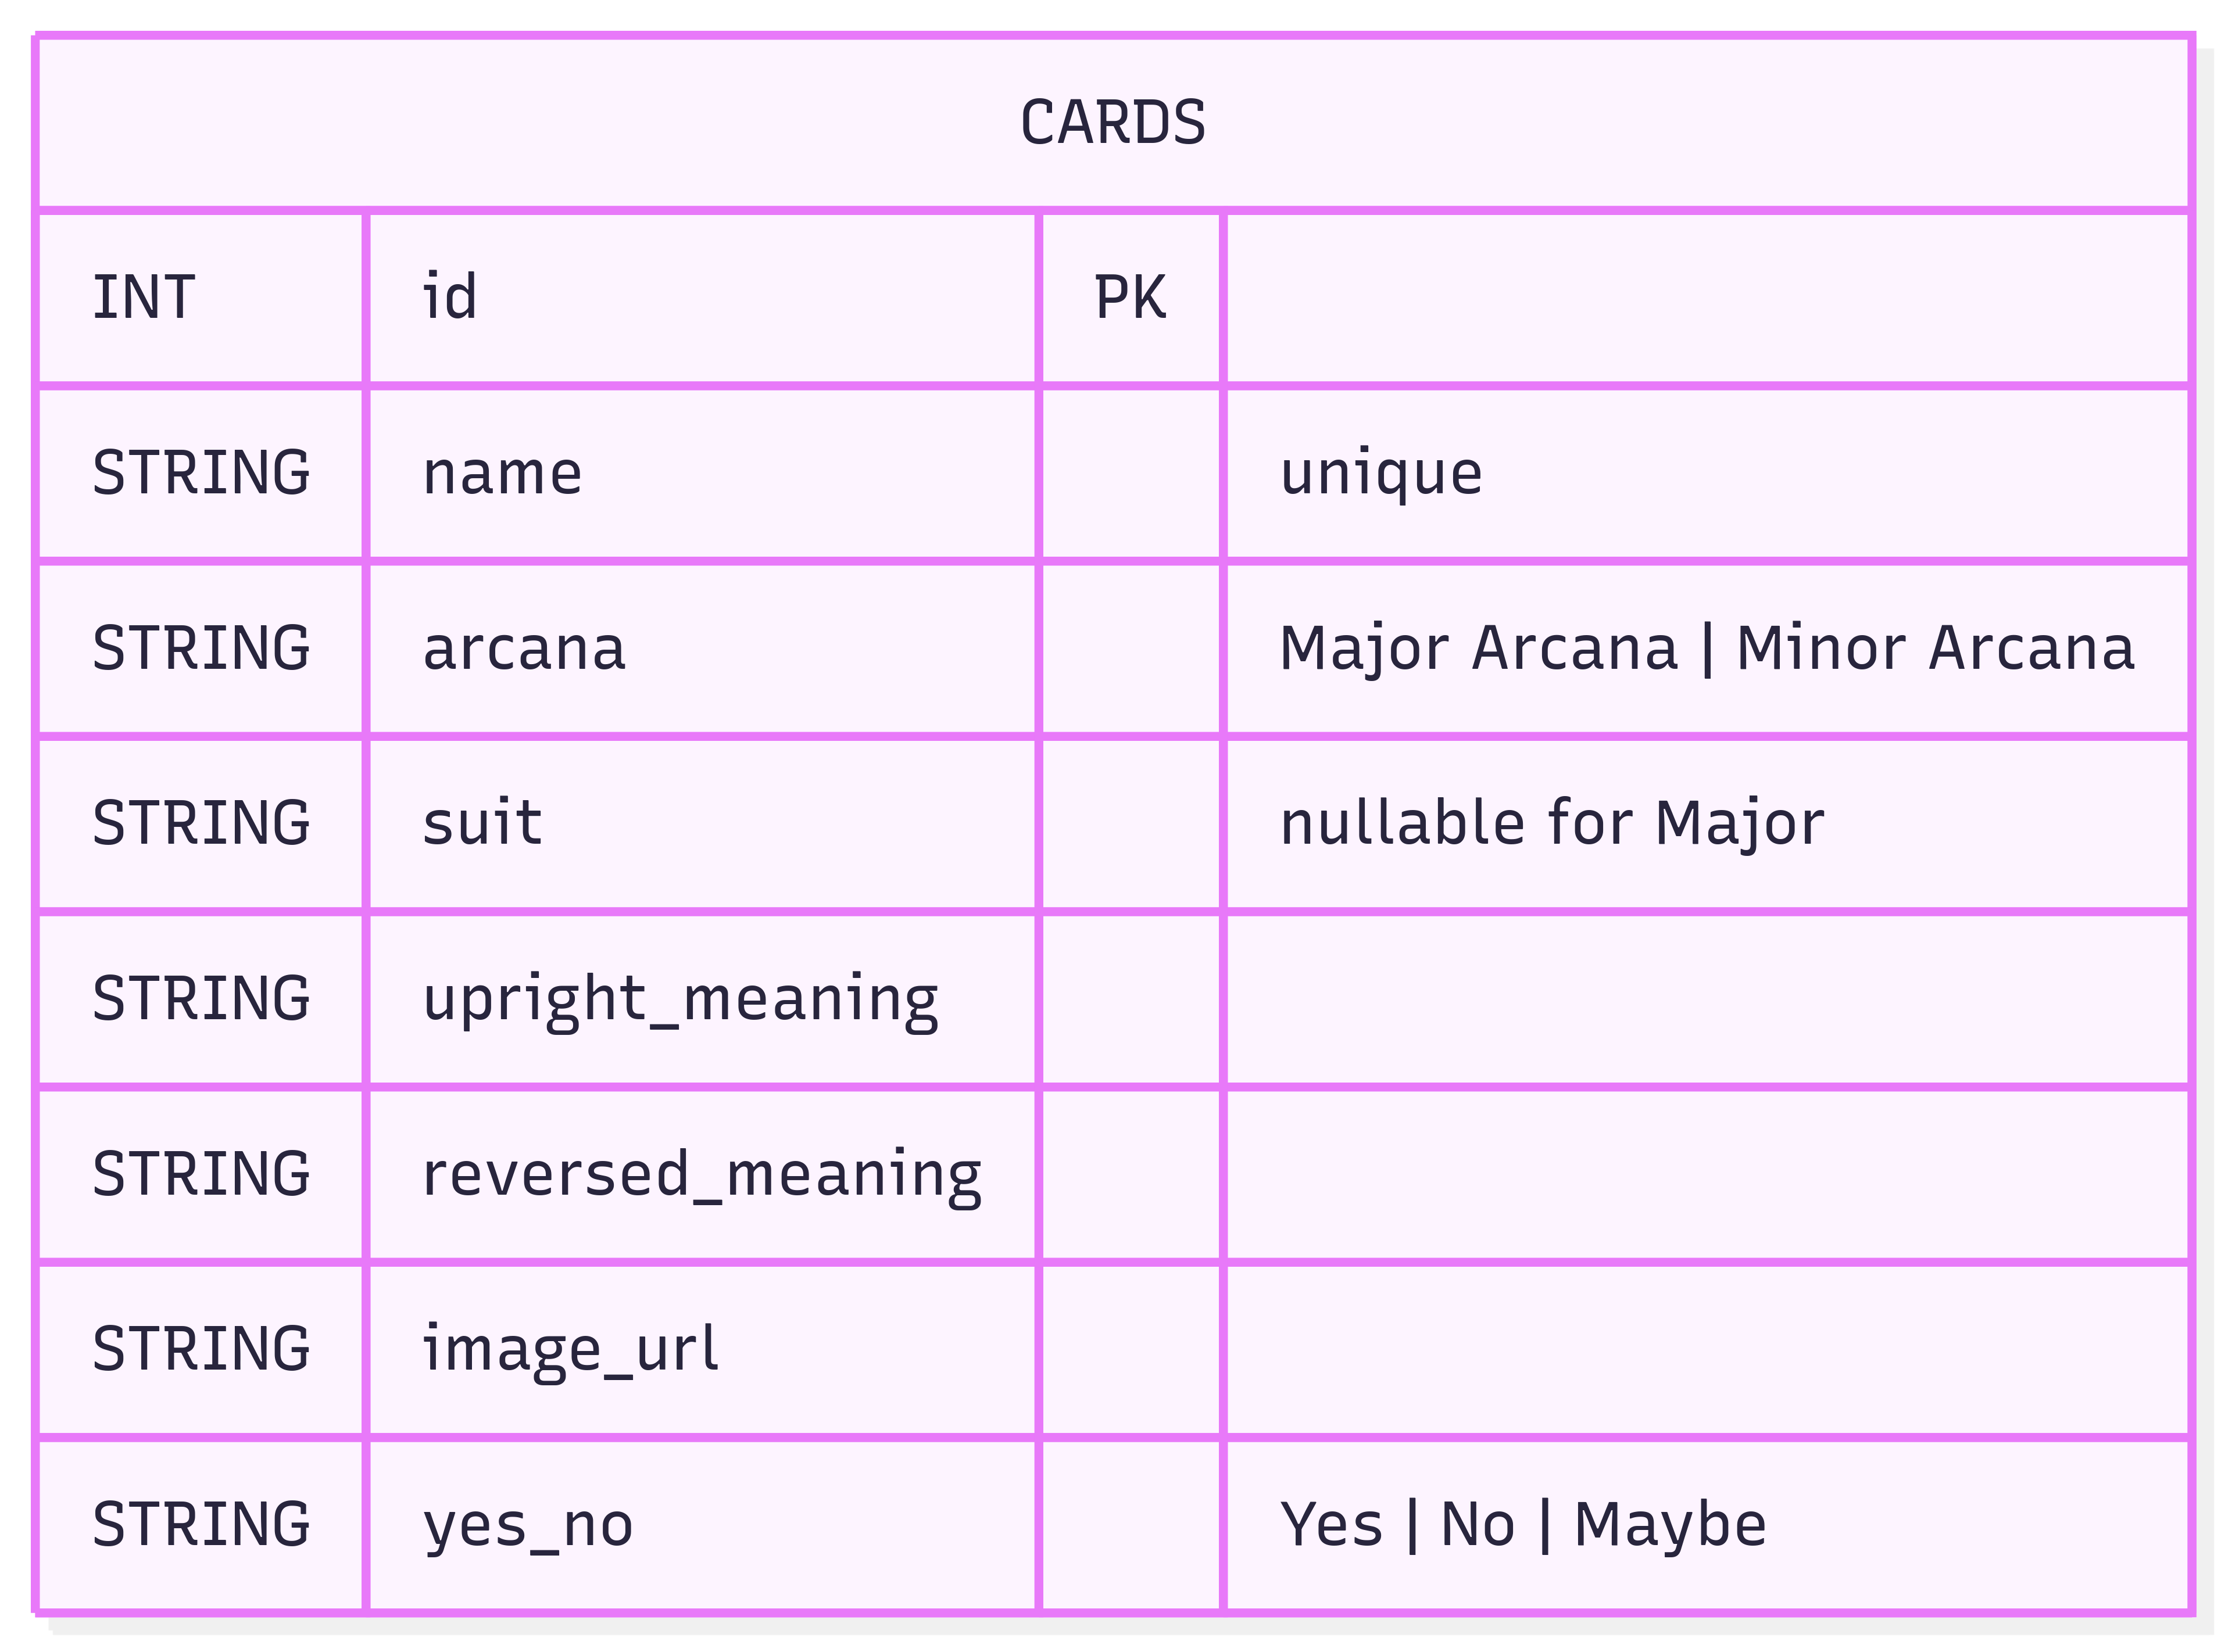 CARDS
INT id PK
STRING name unique
STRING arcana Major Arcana | Minor Arcana
STRING suit nullable for Major
STRING upright_meaning
STRING reversed_meaning
STRING image_url
STRING yes_no Yes | No | Maybe